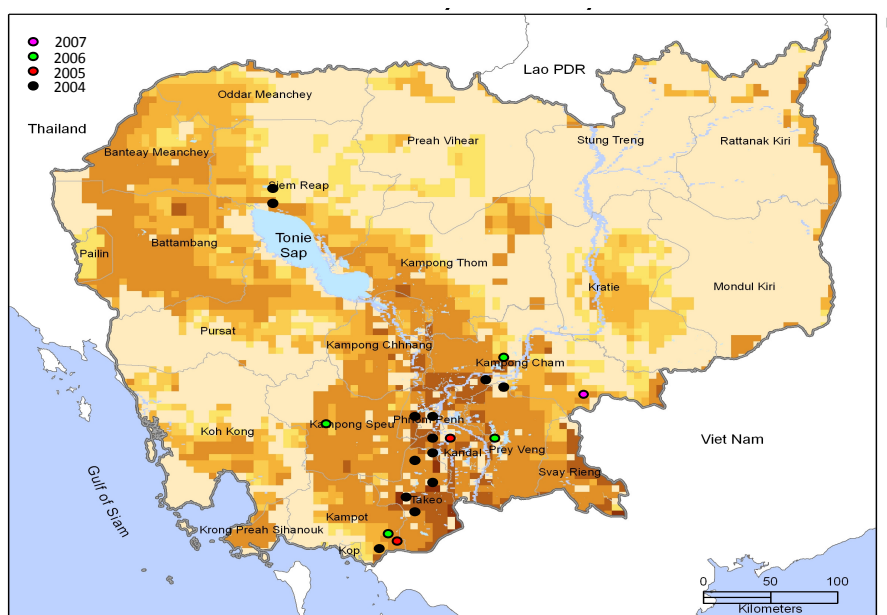 2007
2006
2005
2004
Lao PDR
Thailand
Oddar Meanchey
Banteay Meanchey
Preah Vihear
Stung Treng
Rattanak Kiri
Siem Reap
Battambang
Tonie
Sap
Pailin
Kampong Thom
Kratie
Mondul Kiri
Pursat
Kampong Chhnang
Kampong Cham
Koh Kong
Kampong Speu
Phnom Penh
Kandal
Prey Veng
Viet Nam
Svay Rieng
Gulf of Siam
Takeo
Kampot
Krong Preah Sihanouk
Kop
0 50 100
Kilometers